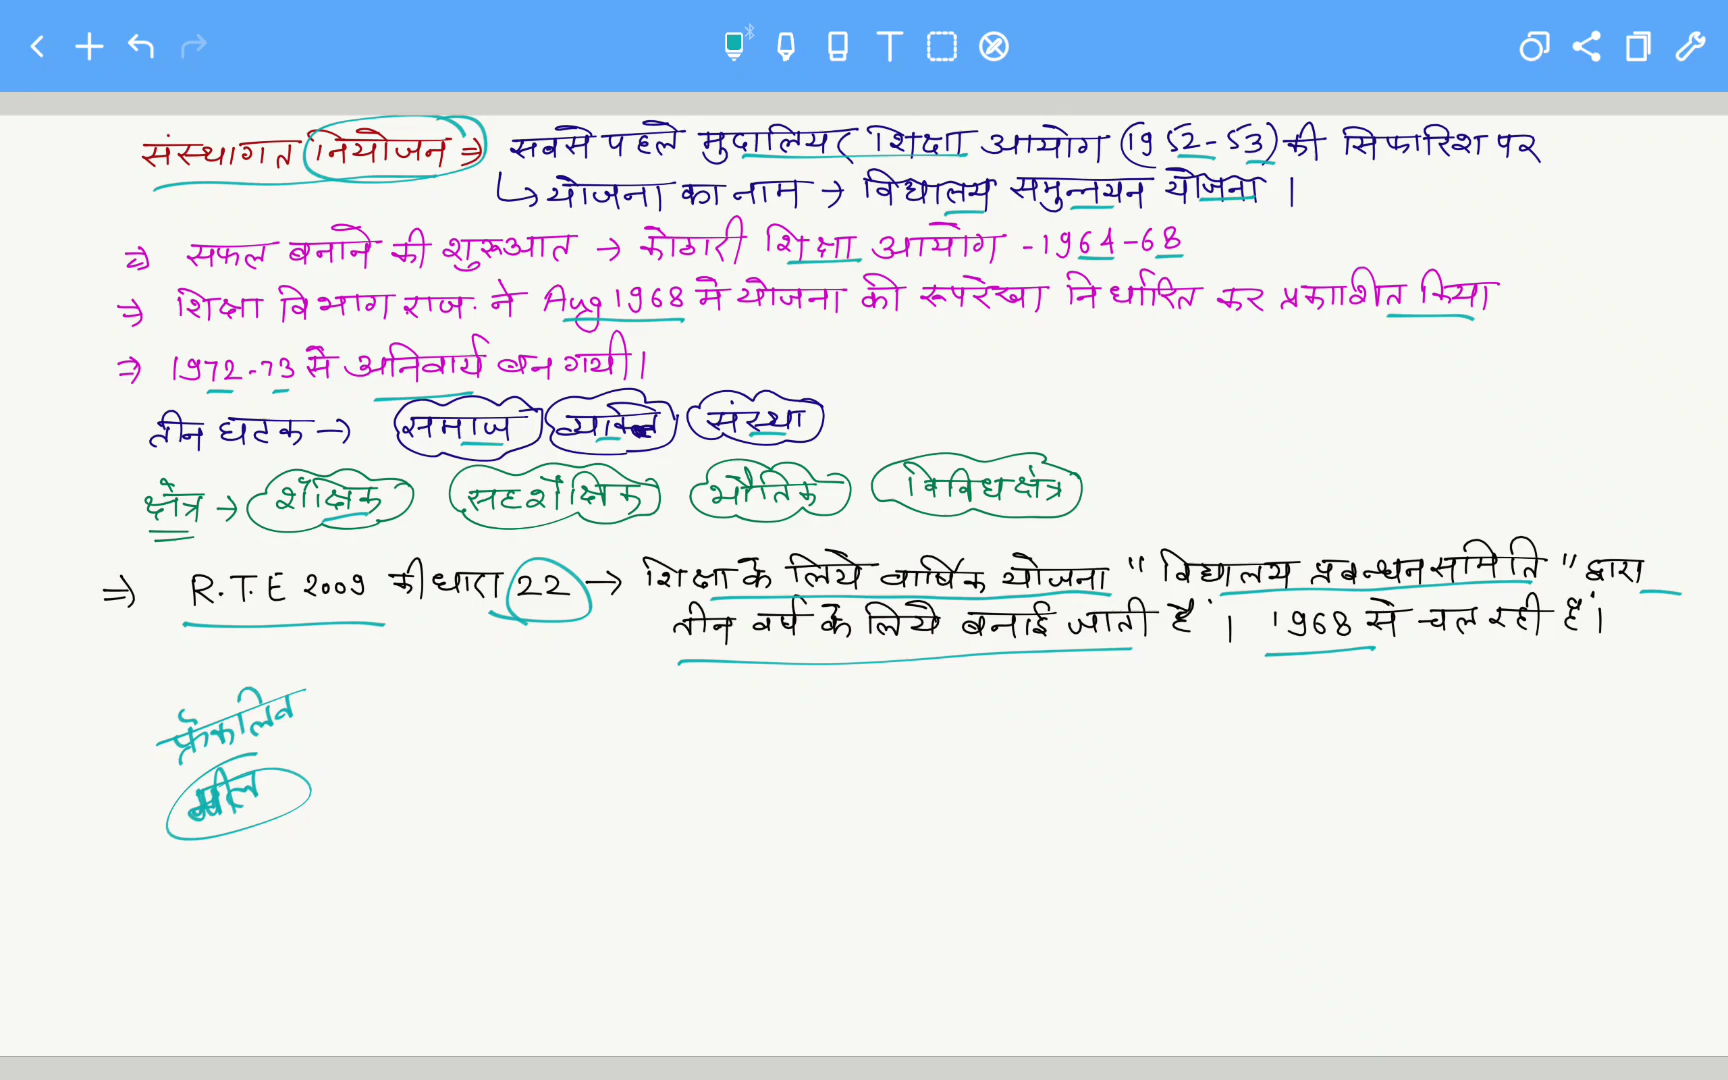 संस्थागत नियोजन ⇒ सबसे पहले मुदालियर शिक्षा आयोग (1952-53) की सिफारिश पर
↳ योजना का नाम → विद्यालय समुन्नयन योजना ।
⇒ सफल बनाने की शुरूआत → कोठारी शिक्षा आयोग - 1964-68
⇒ शिक्षा विभाग राज. ने Aug 1968 में योजना की रूपरेखा निर्धारित कर प्रकाशित किया
⇒ 1972-73 से अनिवार्य बन गयी।
तीन घटक → समाज व्यक्ति संस्था
क्षेत्र → शैक्षिक सहशैक्षिक भौतिक विविधक्षेत्र
⇒ R.T.E 2009 की धारा 22 → शिक्षा के लिये वार्षिक योजना "विद्यालय प्रबन्धन समिति" द्वारा
तीन वर्ष के लिये बनाई जाती है । 1968 से चल रही है।